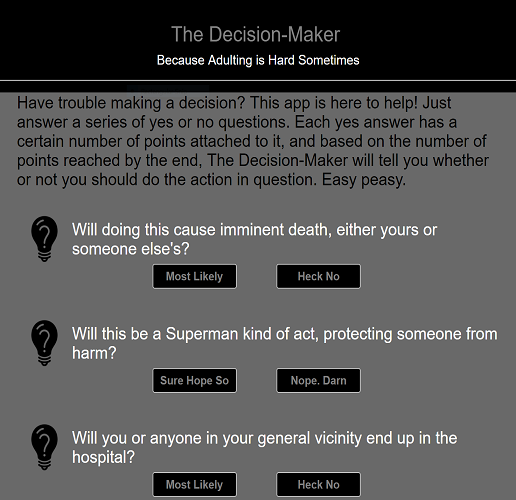 The Decision-Maker
Because Adulting is Hard Sometimes
Have trouble making a decision? This app is here to help! Just
answer a series of yes or no questions. Each yes answer has a
certain number of points attached to it, and based on the number of
points reached by the end, The Decision-Maker will tell you whether
or not you should do the action in question. Easy peasy.
Will doing this cause imminent death, either yours or
someone else's?
Most Likely Heck No
Will this be a Superman kind of act, protecting someone from
harm?
Sure Hope So Nope. Darn
Will you or anyone in your general vicinity end up in the
hospital?
Most Likely Heck No